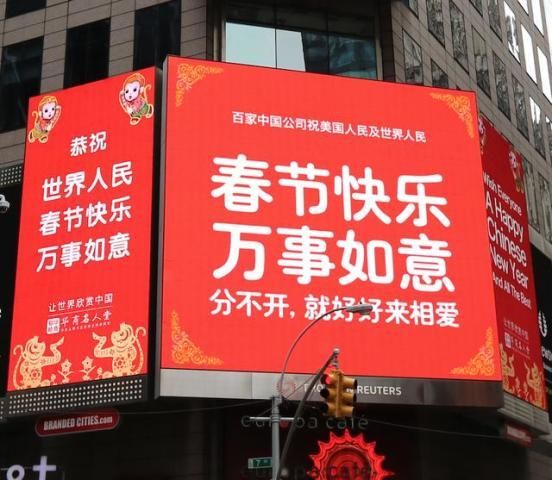 恭祝
世界人民
春节快乐
万事如意
让世界欣赏中国
华商名人堂
百家中国公司祝美国人民及世界人民
春节快乐
万事如意
分不开,就好好来相爱
Wish Everyone
A Happy
Chinese
New Year
And All The Best
REUTERS
BRANDED CITIES.com
europa cafe